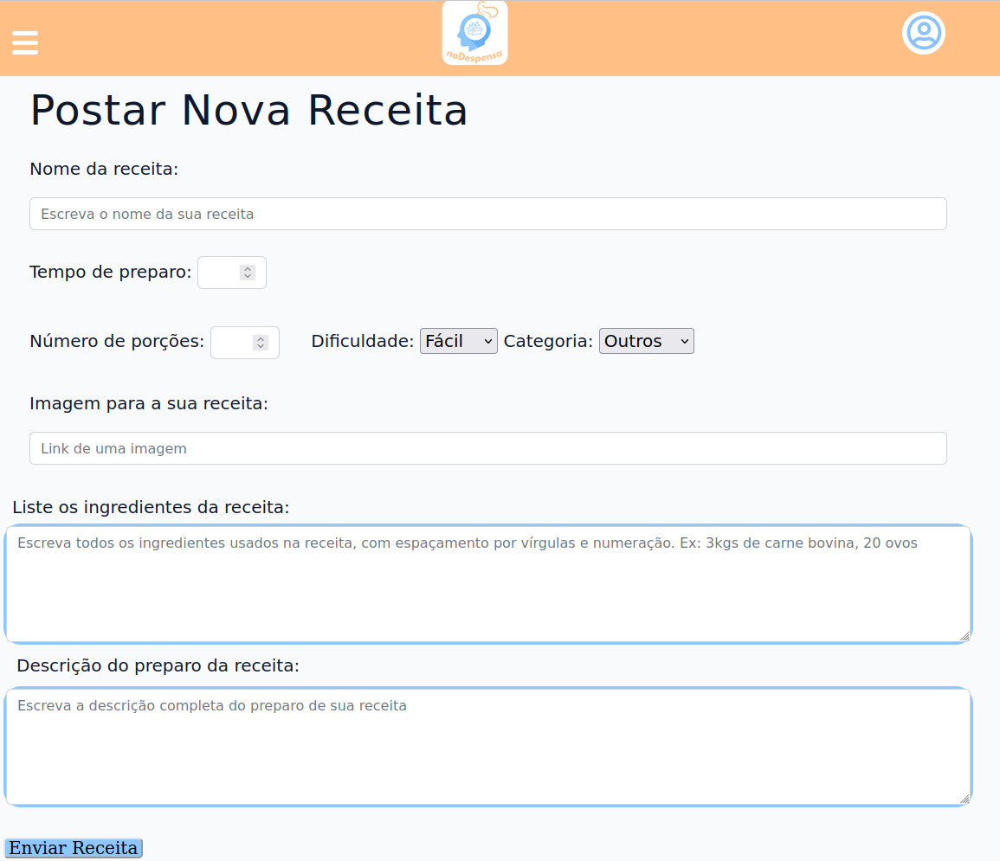 naDespensa
Postar Nova Receita
Nome da receita:
Escreva o nome da sua receita
Tempo de preparo:
Número de porções: Dificuldade: Fácil Categoria: Outros
Imagem para a sua receita:
Link de uma imagem
Liste os ingredientes da receita:
Escreva todos os ingredientes usados na receita, com espaçamento por vírgulas e numeração. Ex: 3kgs de carne bovina, 20 ovos
Descrição do preparo da receita:
Escreva a descrição completa do preparo de sua receita
Enviar Receita